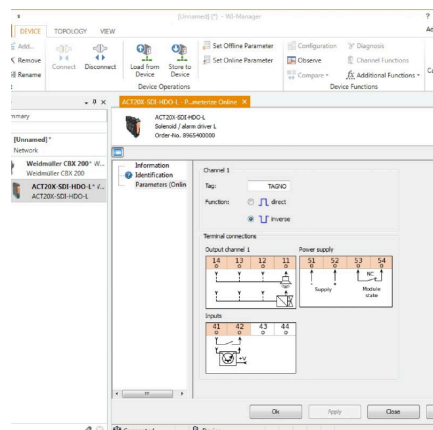 [Unnamed] [*] - WI-Manager
?
DEVICE TOPOLOGY VIEW
Add...
Remove
Rename
Connect Disconnect
Load from Device
Store to Device
Set Offline Parameter
Set Online Parameter
Device Operations
Configuration
Observe
Compare
Diagnosis
Channel Functions
Additional Functions
Device Functions
ACT20X-SDI-HDO-L
Solenoid / alarm driver L
Order-No. 8965400000
[Unnamed] *
Network
Weidmüller CBX 200* W...
Weidmüller CBX 200
ACT20X-SDI-HDO-L* /...
ACT20X-SDI-HDO-L
Information
Identification
Parameters (Onlin
Channel 1
Tag: TAGNO
Function: direct
inverse
Terminal connections
Output channel 1 Power supply
14 13 12 11 51 52 53 54
NC
Supply
Module state
Inputs
41 42 43 44
+V
Ok Apply Close